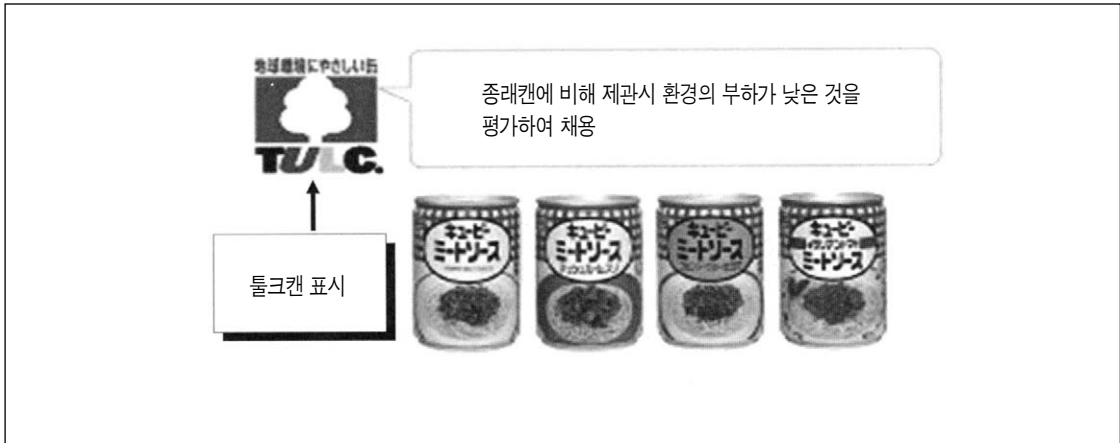 地球環境にやさしい缶
TULC.
종래캔에 비해 제관시 환경의 부하가 낮은 것을
평가하여 채용
툴크캔 표시
キユーピー
ミートソース
キユーピー
ミートソース
キユーピー
ミートソース
キユーピー
ミートソース